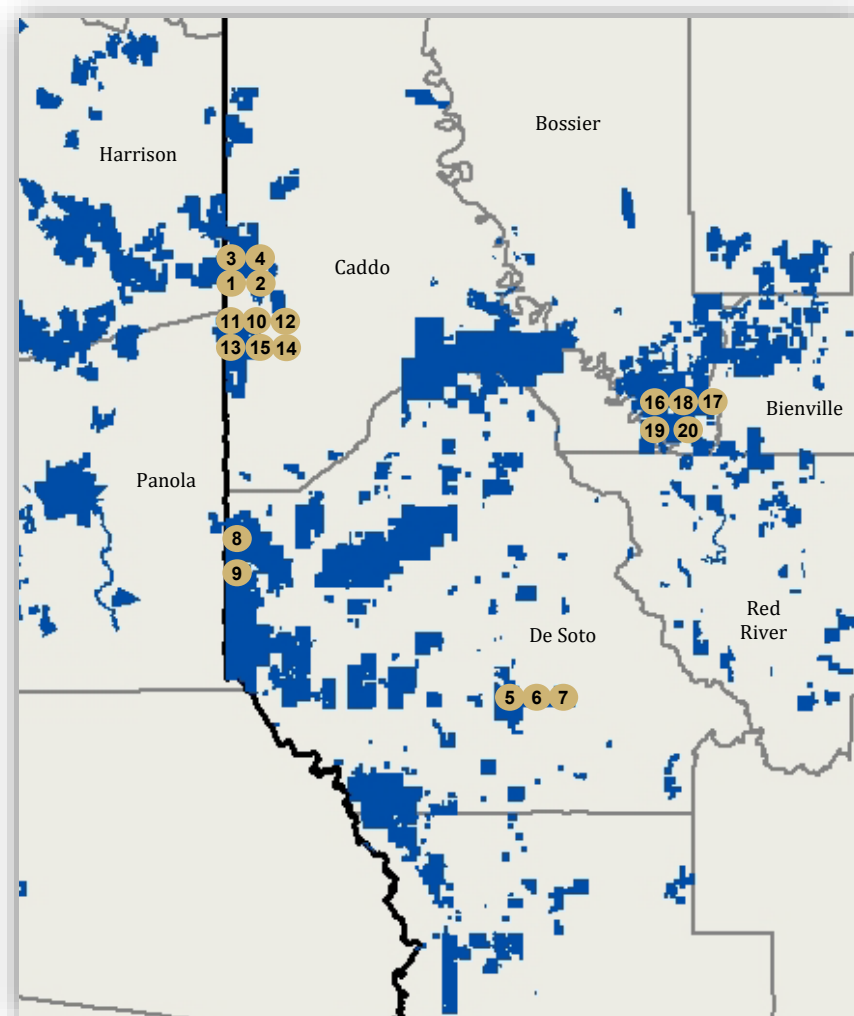 Bossier
Harrison
Caddo
3 4
1 2
11 10 12
13 15 14
16 18 17
Bienville
19 20
Panola
8
9
Red
River
De Soto
5 6 7